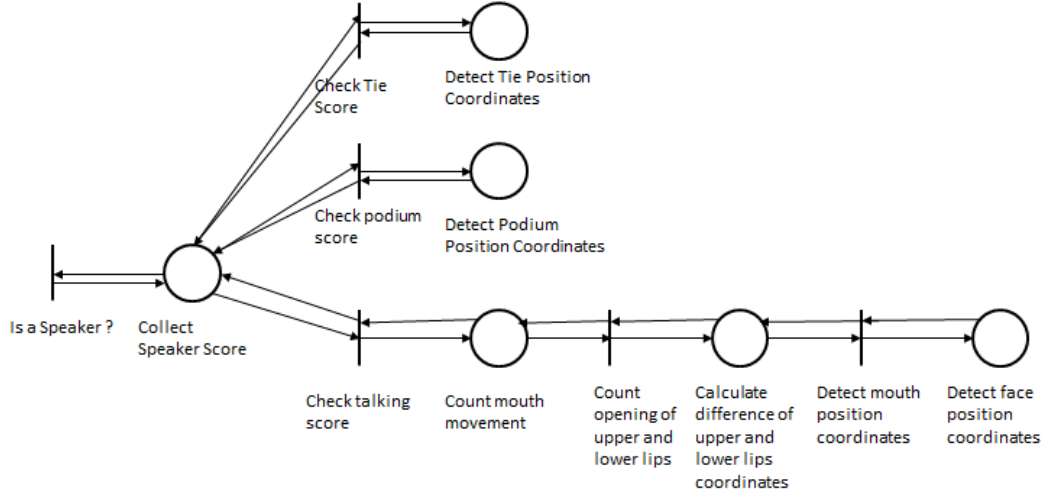 Check Tie
Score
Detect Tie Position
Coordinates
Check podium
score
Detect Podium
Position Coordinates
Is a Speaker ?
Collect
Speaker Score
Check talking
score
Count mouth
movement
Count
opening of
upper and
lower lips
Calculate
difference of
upper and
lower lips
coordinates
Detect mouth
position
coordinates
Detect face
position
coordinates